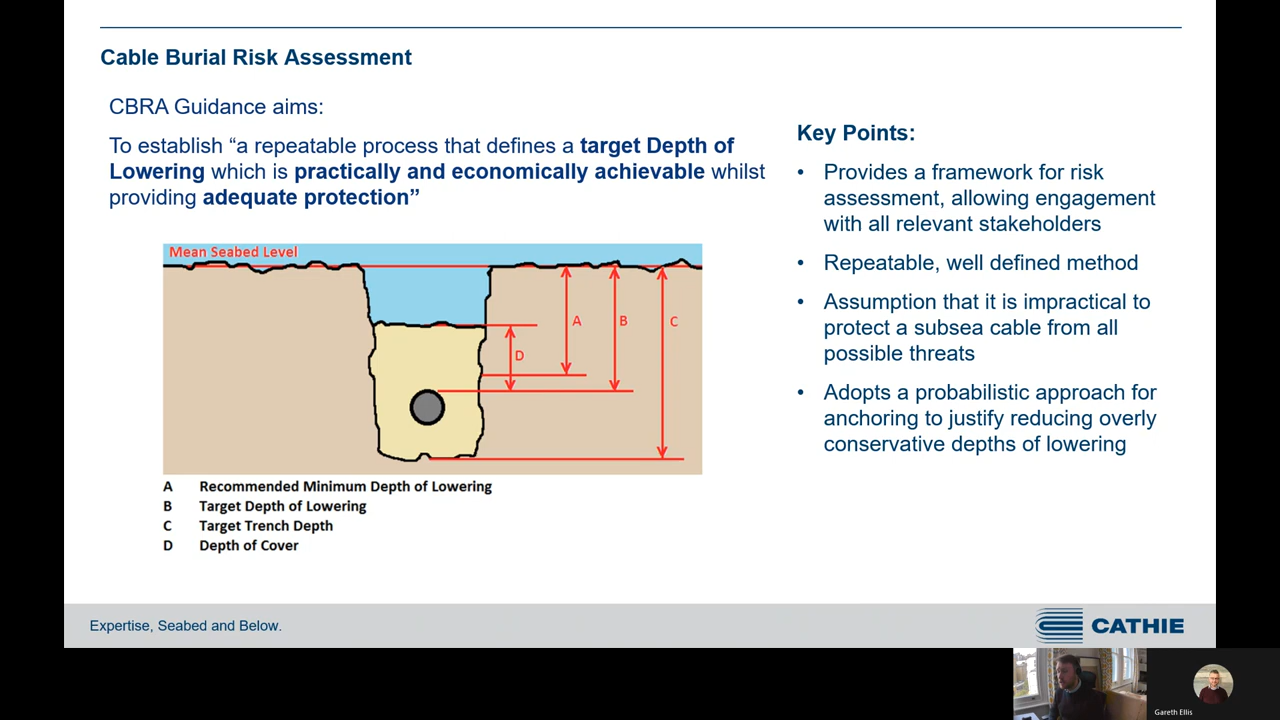 Cable Burial Risk Assessment
CBRA Guidance aims:
To establish “a repeatable process that defines a target Depth of
Lowering which is practically and economically achievable whilst
providing adequate protection”
Mean Seabed Level
A
B
C
D
A Recommended Minimum Depth of Lowering
B Target Depth of Lowering
C Target Trench Depth
D Depth of Cover
Key Points:
• Provides a framework for risk
assessment, allowing engagement
with all relevant stakeholders
• Repeatable, well defined method
• Assumption that it is impractical to
protect a subsea cable from all
possible threats
• Adopts a probabilistic approach for
anchoring to justify reducing overly
conservative depths of lowering
Expertise, Seabed and Below.
CATHIE
Gareth Ellis